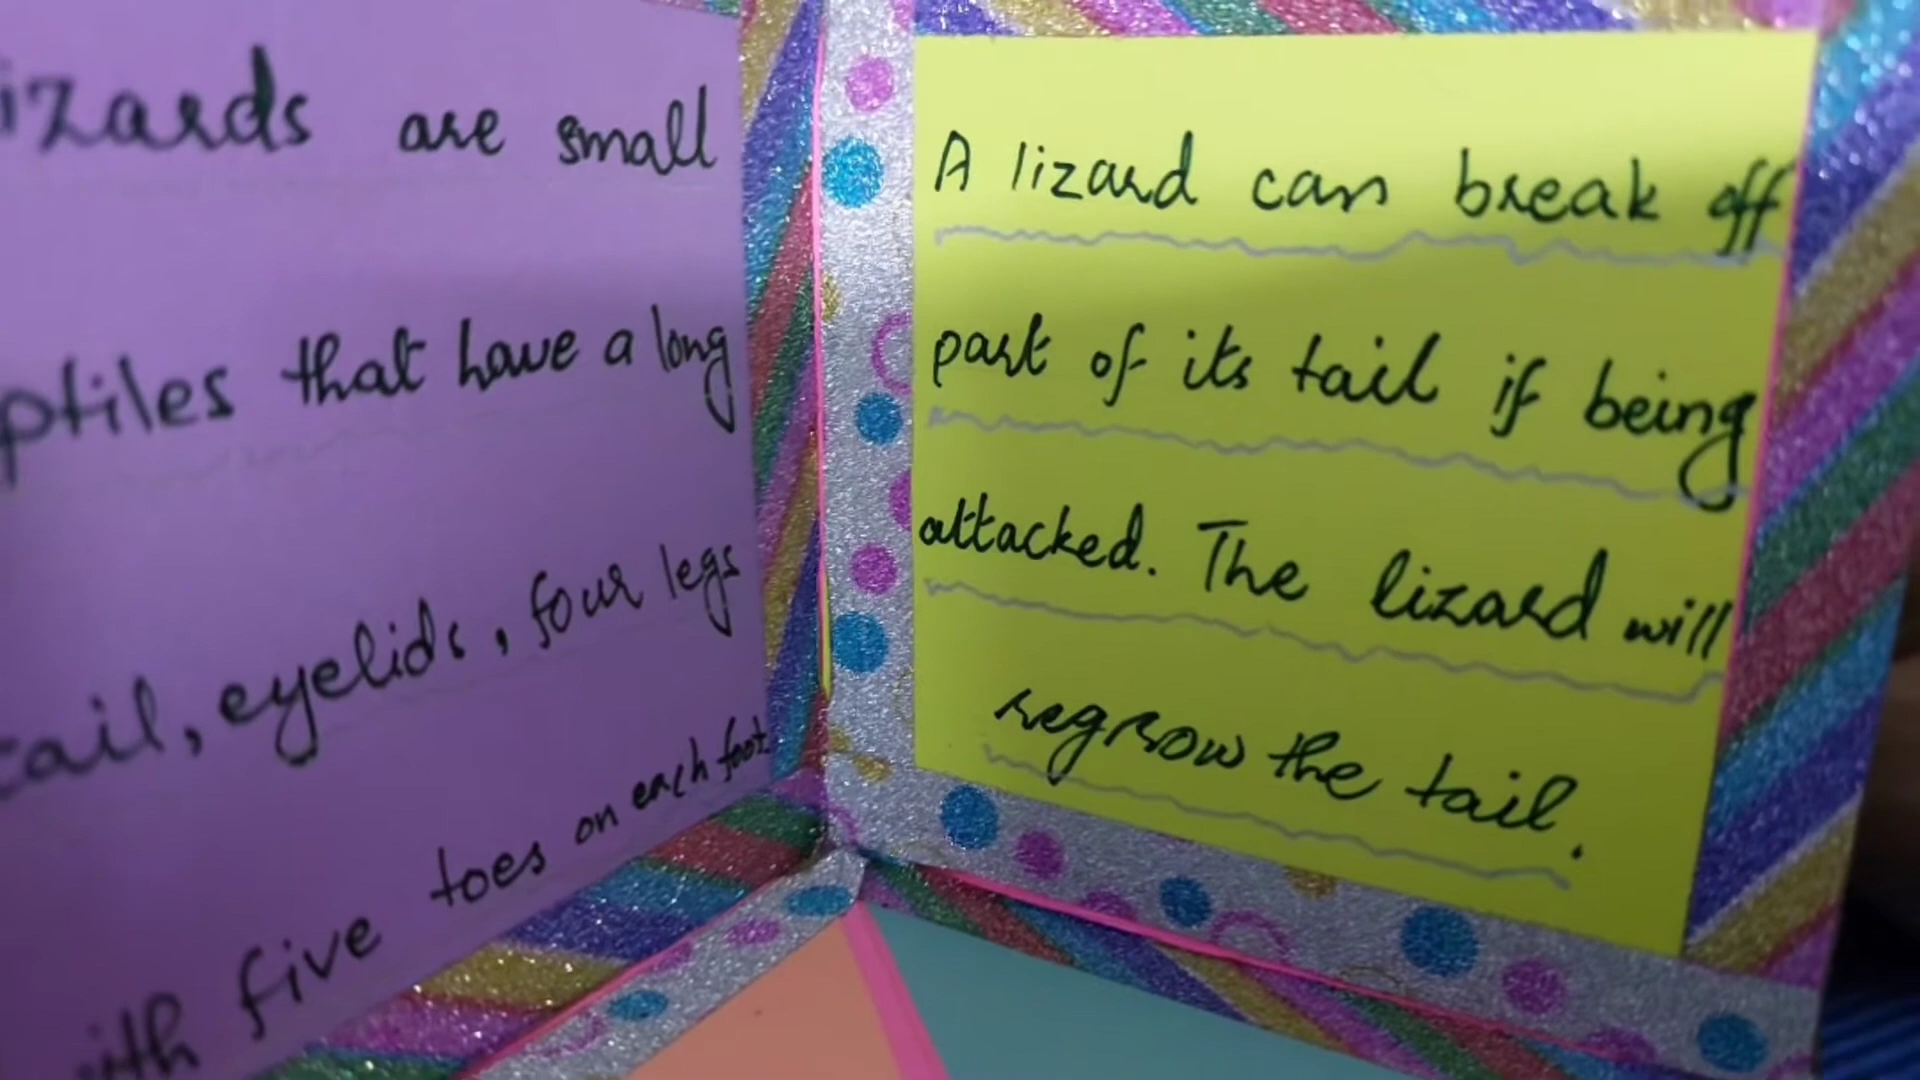 izards are small
ptiles that have a long
tail, eyelids, four legs
with five toes on each foot.
A lizard can break off
part of its tail if being
attacked. The lizard will
regrow the tail.